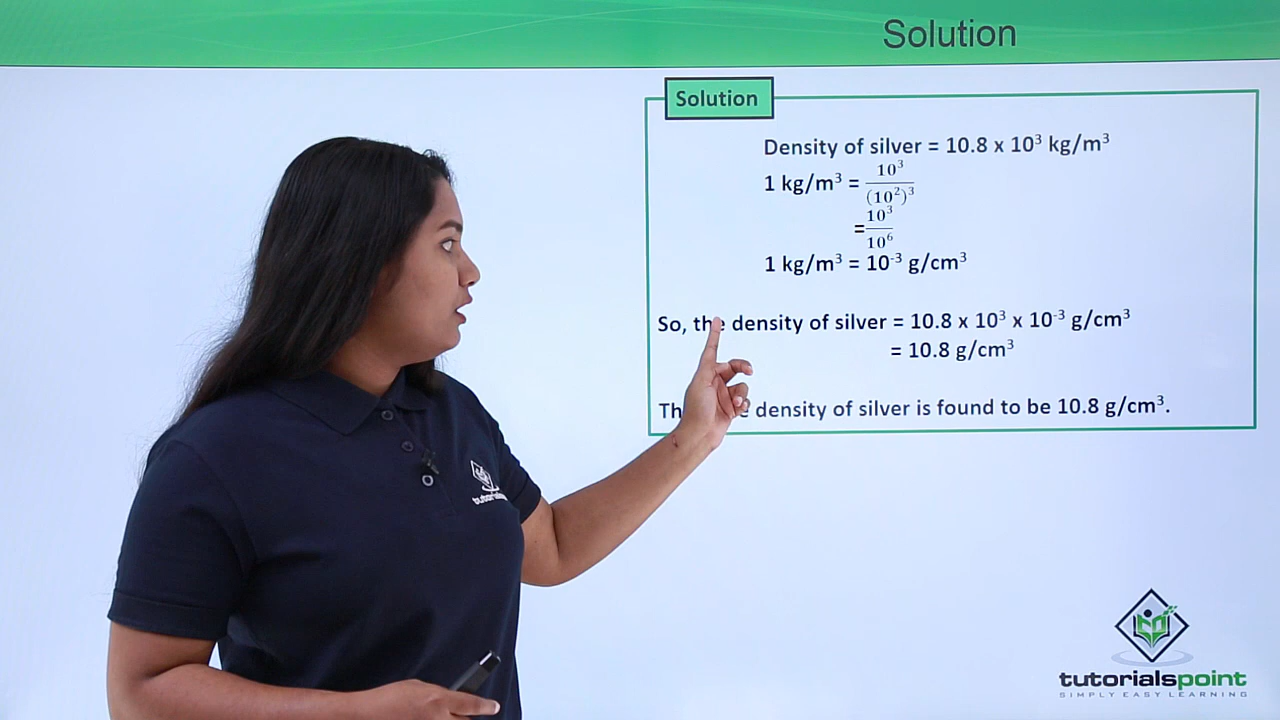 Solution
Solution
Density of silver = 10.8 x 10³ kg/m³
1 kg/m³ = 10³/(10²)³
= 10³/10⁶
1 kg/m³ = 10⁻³ g/cm³
So, the density of silver = 10.8 x 10³ x 10⁻³ g/cm³
= 10.8 g/cm³
density of silver is found to be 10.8 g/cm³.
tutorialspoint
SIMPLY EASY LEARNING